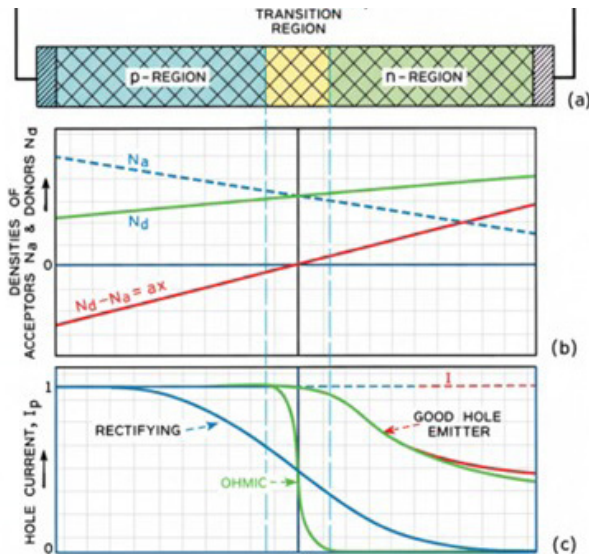 TRANSITION
REGION
p-REGION
n-REGION
(a)
DENSITIES OF
ACCEPTORS Na & DONORS Nd
Na
Nd
0
Nd-Na=ax
(b)
HOLE CURRENT, Ip
1
I
RECTIFYING
GOOD HOLE
EMITTER
OHMIC
0
(c)